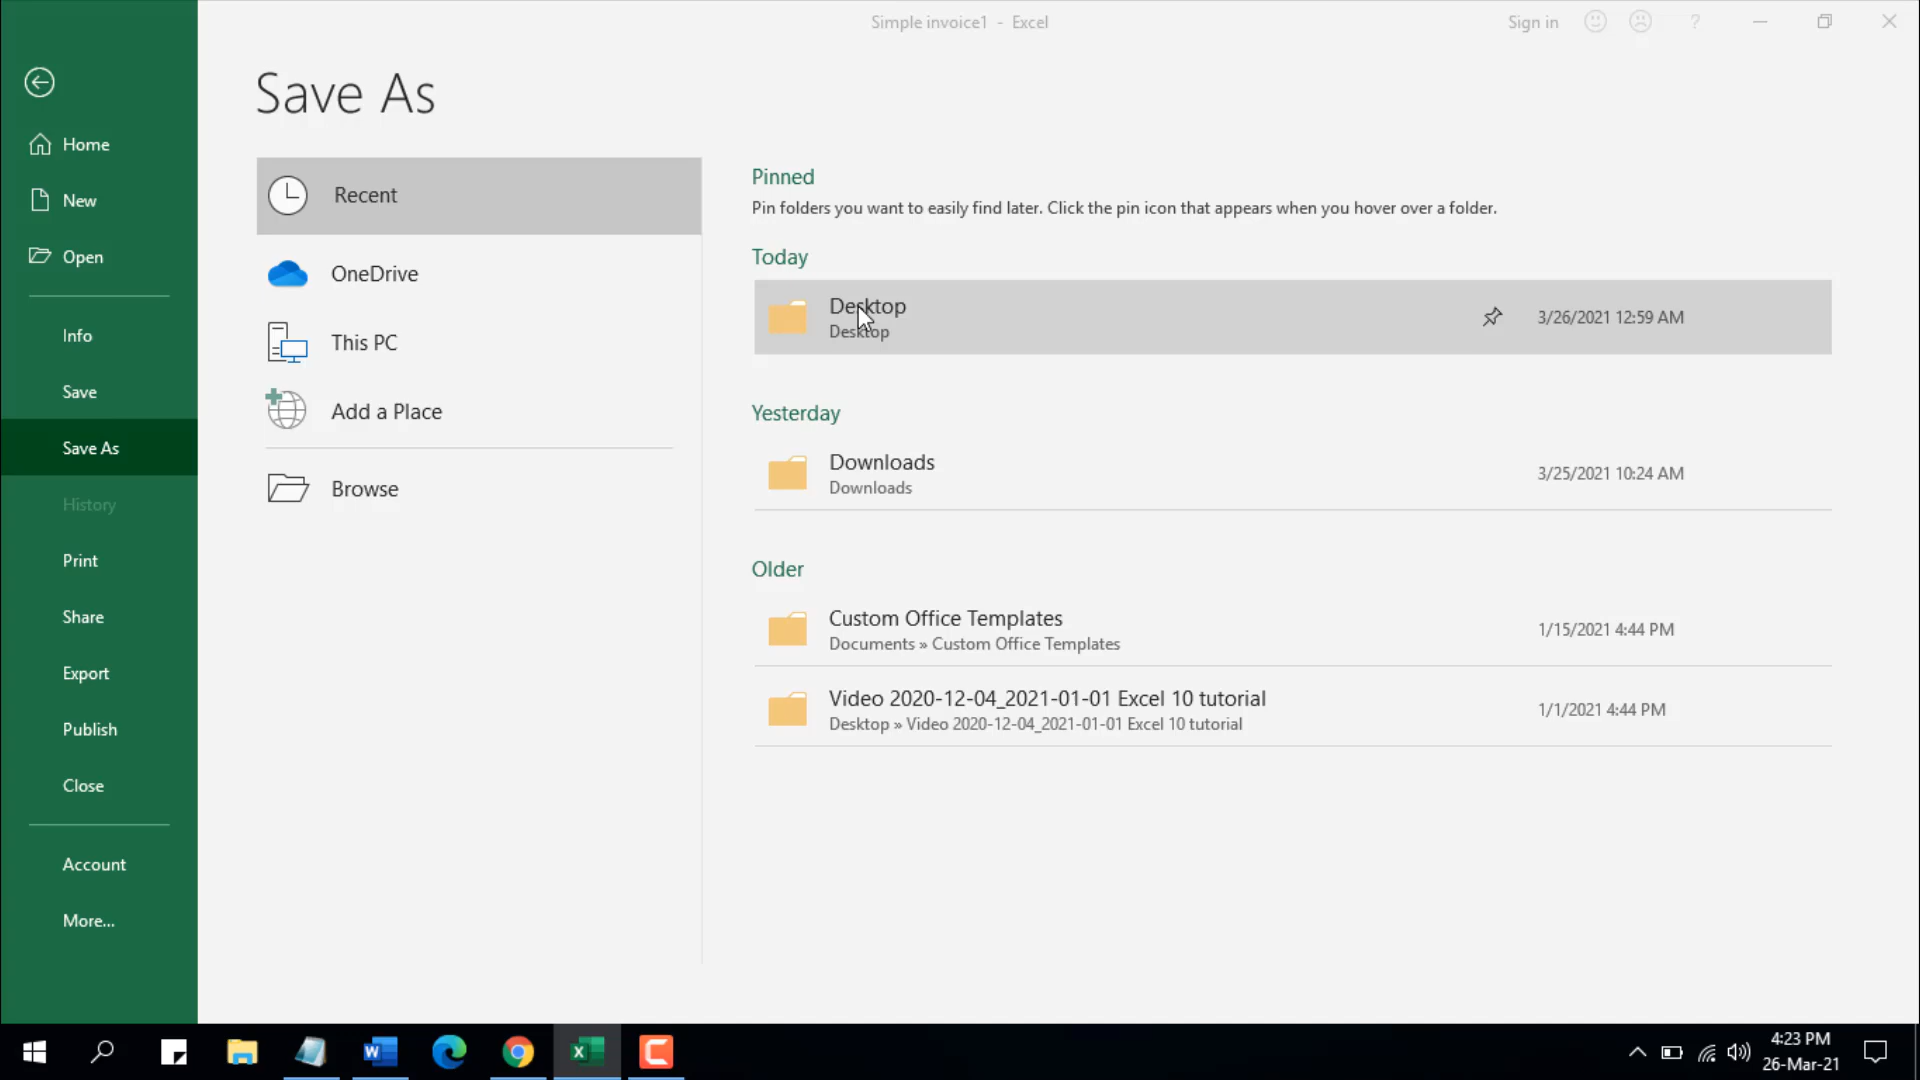 Simple invoice1 - Excel
Sign in
?
Save As
Home
New
Open
Info
Save
Save As
History
Print
Share
Export
Publish
Close
Account
More...
Recent
OneDrive
This PC
Add a Place
Browse
Pinned
Pin folders you want to easily find later. Click the pin icon that appears when you hover over a folder.
Today
Desktop
Desktop
3/26/2021 12:59 AM
Yesterday
Downloads
Downloads
3/25/2021 10:24 AM
Older
Custom Office Templates
Documents » Custom Office Templates
1/15/2021 4:44 PM
Video 2020-12-04_2021-01-01 Excel 10 tutorial
Desktop » Video 2020-12-04_2021-01-01 Excel 10 tutorial
1/1/2021 4:44 PM
4:23 PM
26-Mar-21